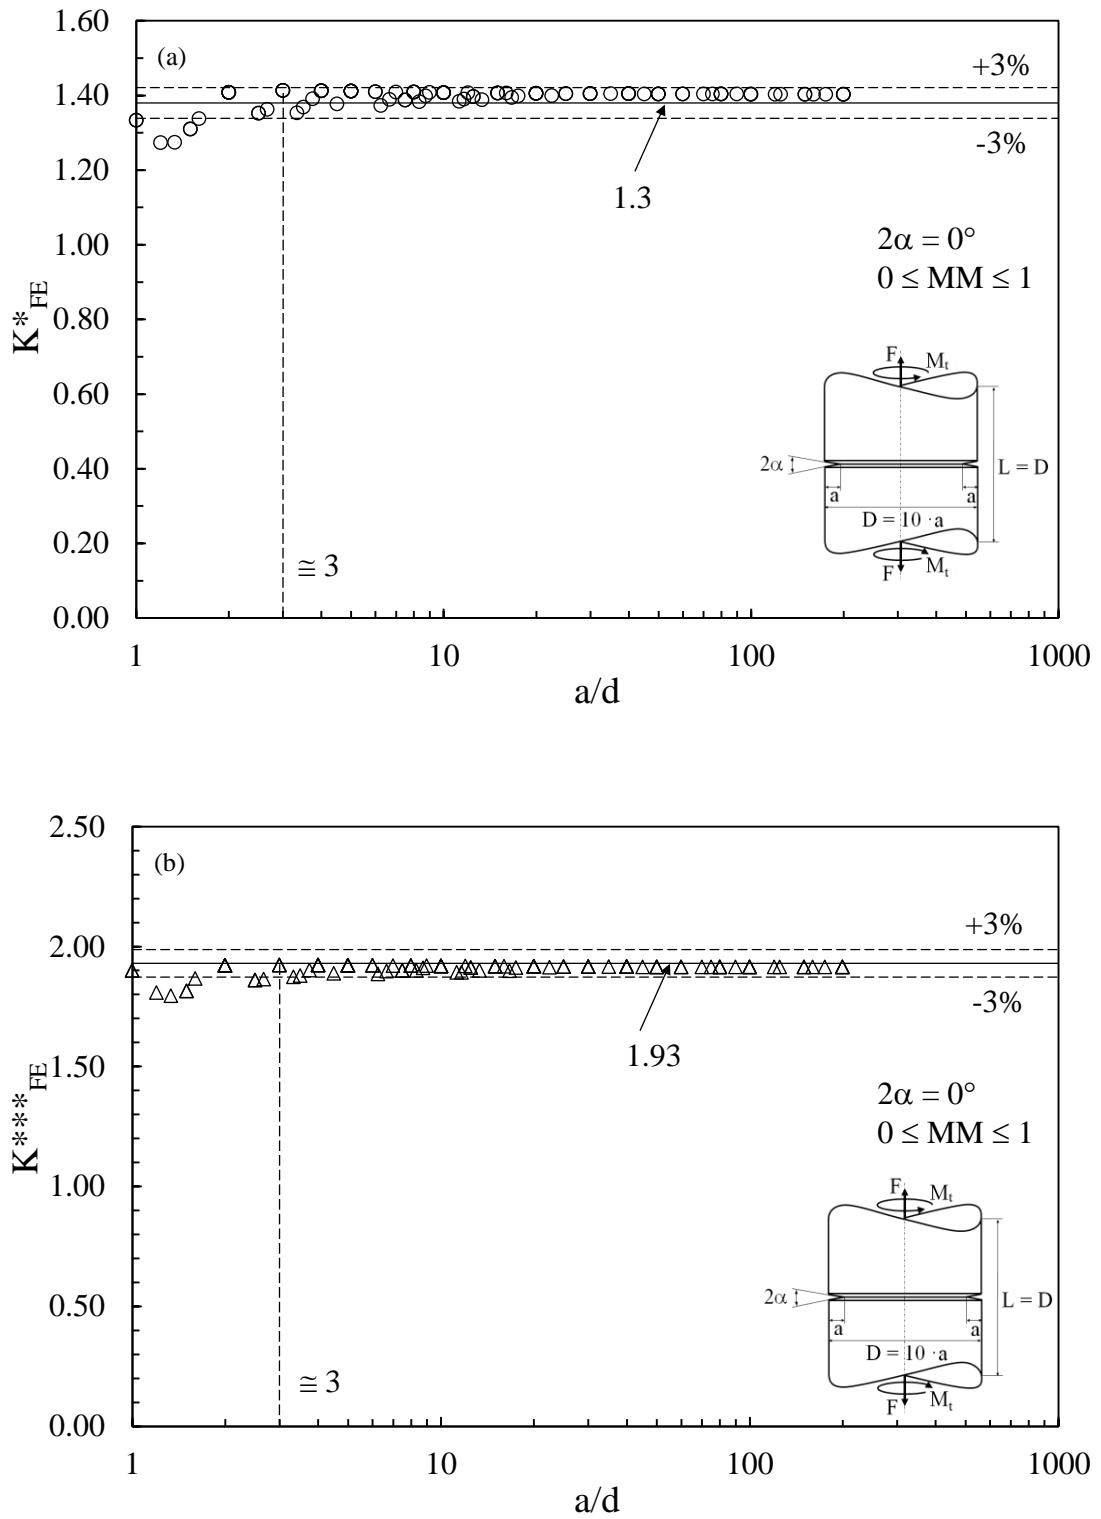 (a)
1.60
1.40
1.20
1.00
0.80
0.60
0.40
0.20
0.00
K*FE
+3%
-3%
1.3
2α = 0°
0 ≤ MM ≤ 1
F
Mt
2α
L = D
a
a
D = 10 · a
F
Mt
≅ 3
1
10
100
1000
a/d
(b)
2.50
2.00
1.50
1.00
0.50
0.00
K****FE
+3%
-3%
1.93
2α = 0°
0 ≤ MM ≤ 1
F
Mt
2α
L = D
a
a
D = 10 · a
F
Mt
≅ 3
1
10
100
1000
a/d